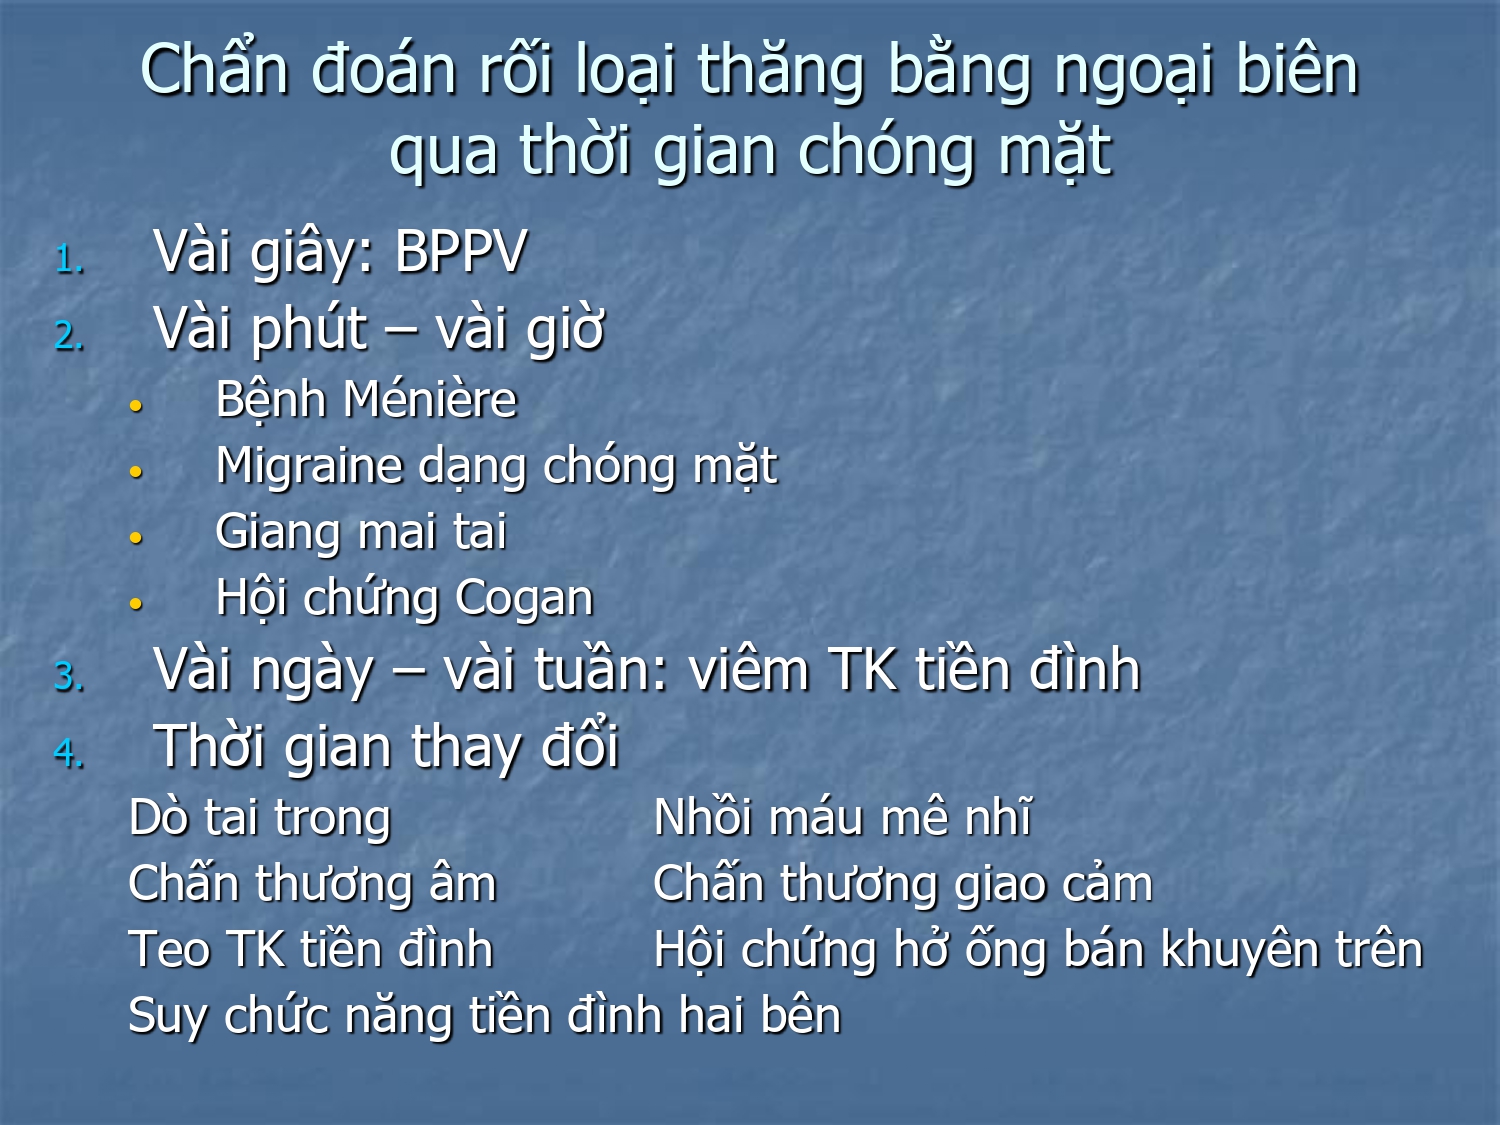 Chẩn đoán rối loại thăng bằng ngoại biên
qua thời gian chóng mặt
1. Vài giây: BPPV
2. Vài phút – vài giờ
• Bệnh Ménière
• Migraine dạng chóng mặt
• Giang mai tai
• Hội chứng Cogan
3. Vài ngày – vài tuần: viêm TK tiền đình
4. Thời gian thay đổi
Dò tai trong Nhồi máu mê nhĩ
Chấn thương âm Chấn thương giao cảm
Teo TK tiền đình Hội chứng hở ống bán khuyên trên
Suy chức năng tiền đình hai bên